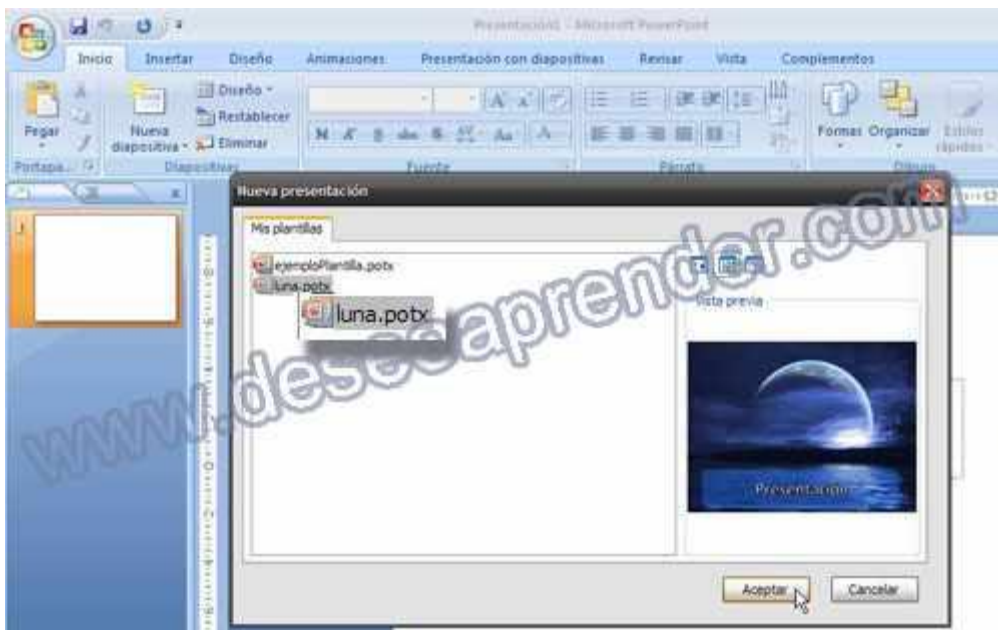 Presentación1 - Microsoft PowerPoint
Inicio Insertar Diseño Animaciones Presentación con diapositivas Revisar Vista Complementos
Pegar
Nueva diapositiva
Diseño
Restablecer
Eliminar
Formas Organizar Estilos rápidos
Portapa... Diapositivas Fuente Párrafo Dibujo
Nueva presentación
Mis plantillas
ejemploPlantilla.potx
luna.potx
luna.potx
Vista previa
Presentación
Aceptar Cancelar
1
www.deseoaprender.com